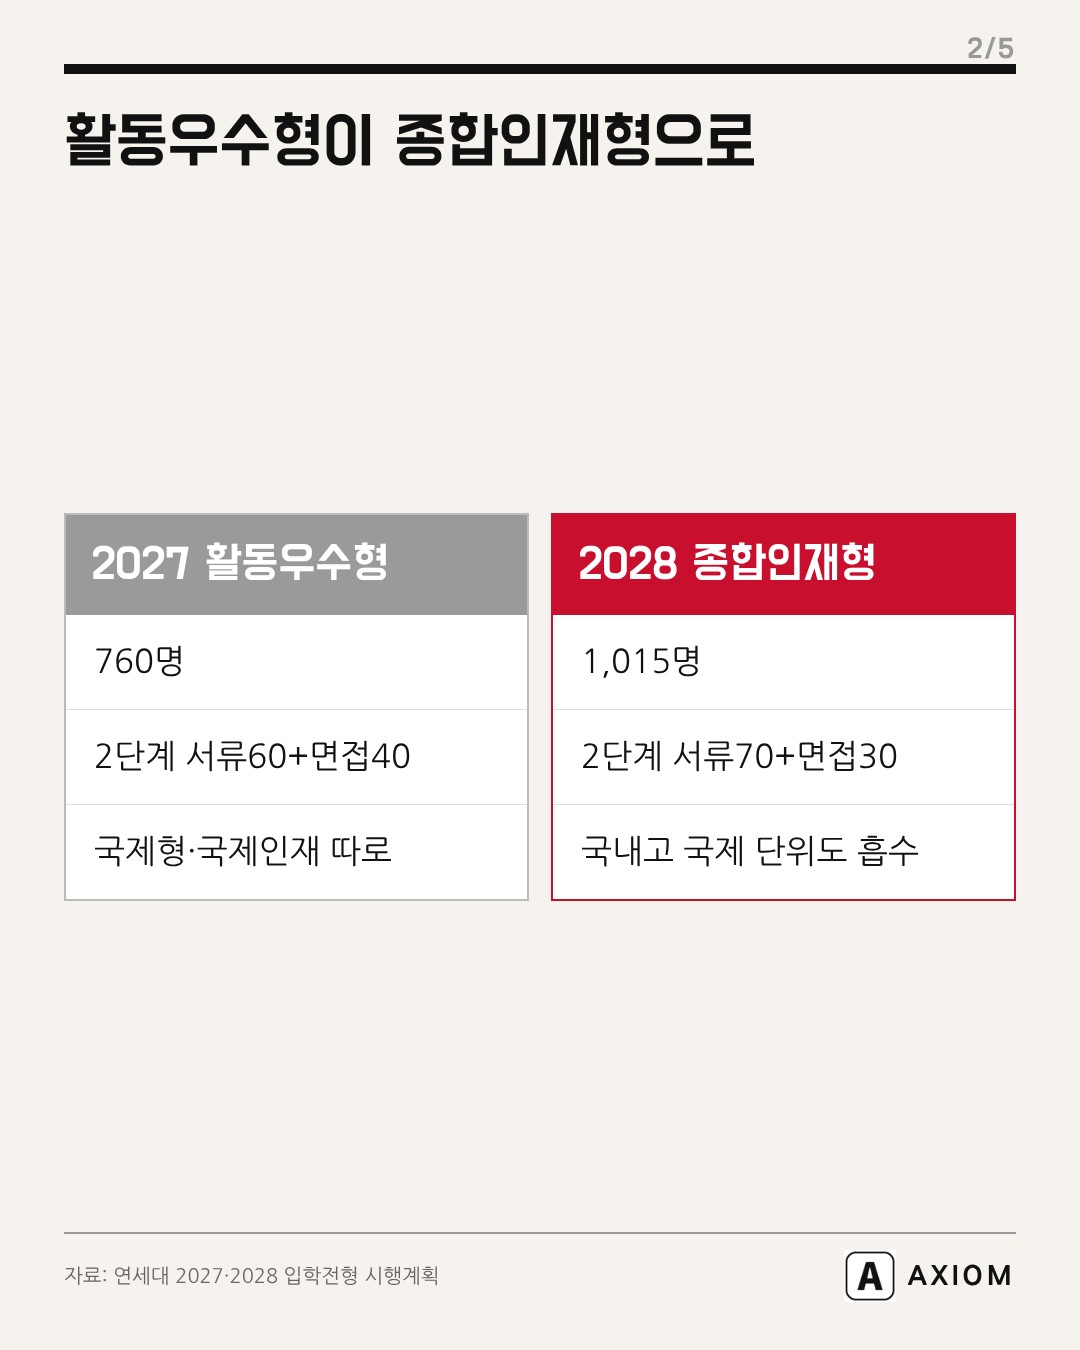 2/5
활동우수형이 종합인재형으로
2027 활동우수형
760명
2단계 서류60+면접40
국제형·국제인재 따로
2028 종합인재형
1,015명
2단계 서류70+면접30
국내고 국제 단위도 흡수
자료: 연세대 2027·2028 입학전형 시행계획
A AXIOM